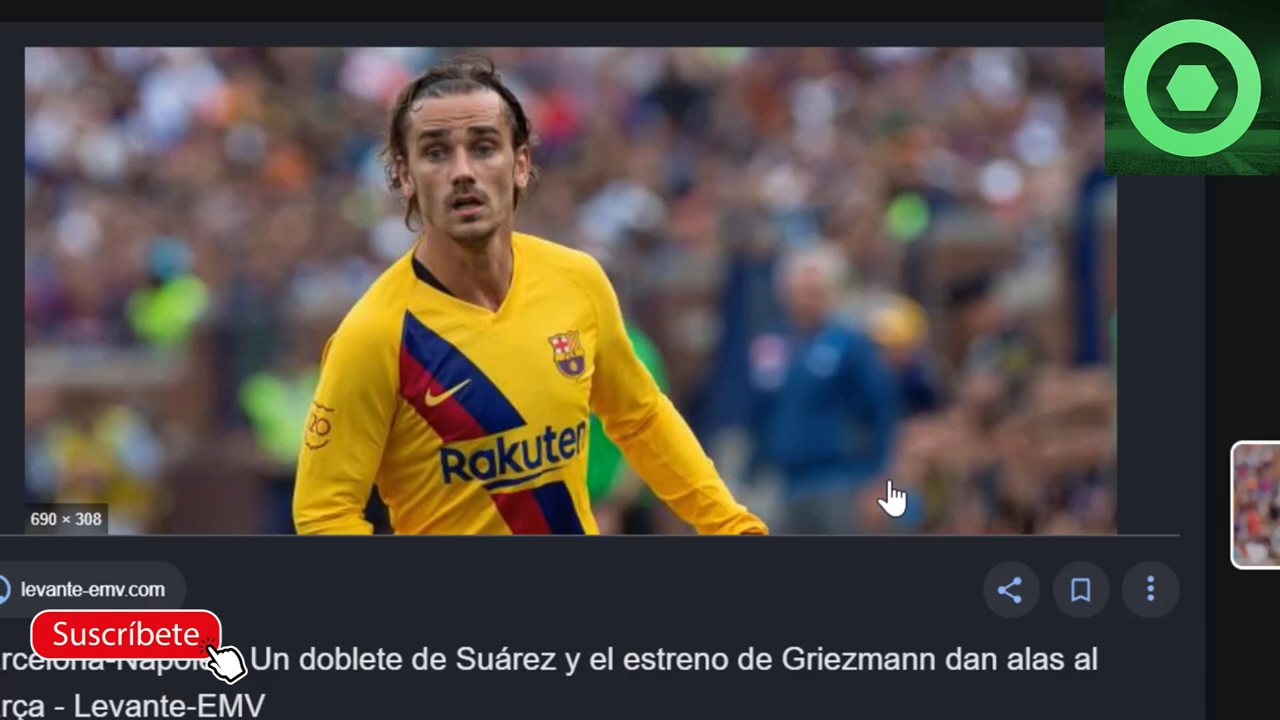 20
Rakuten
690 × 308
levante-emv.com
Suscríbete
Un doblete de Suárez y el estreno de Griezmann dan alas al
rça - Levante-EMV